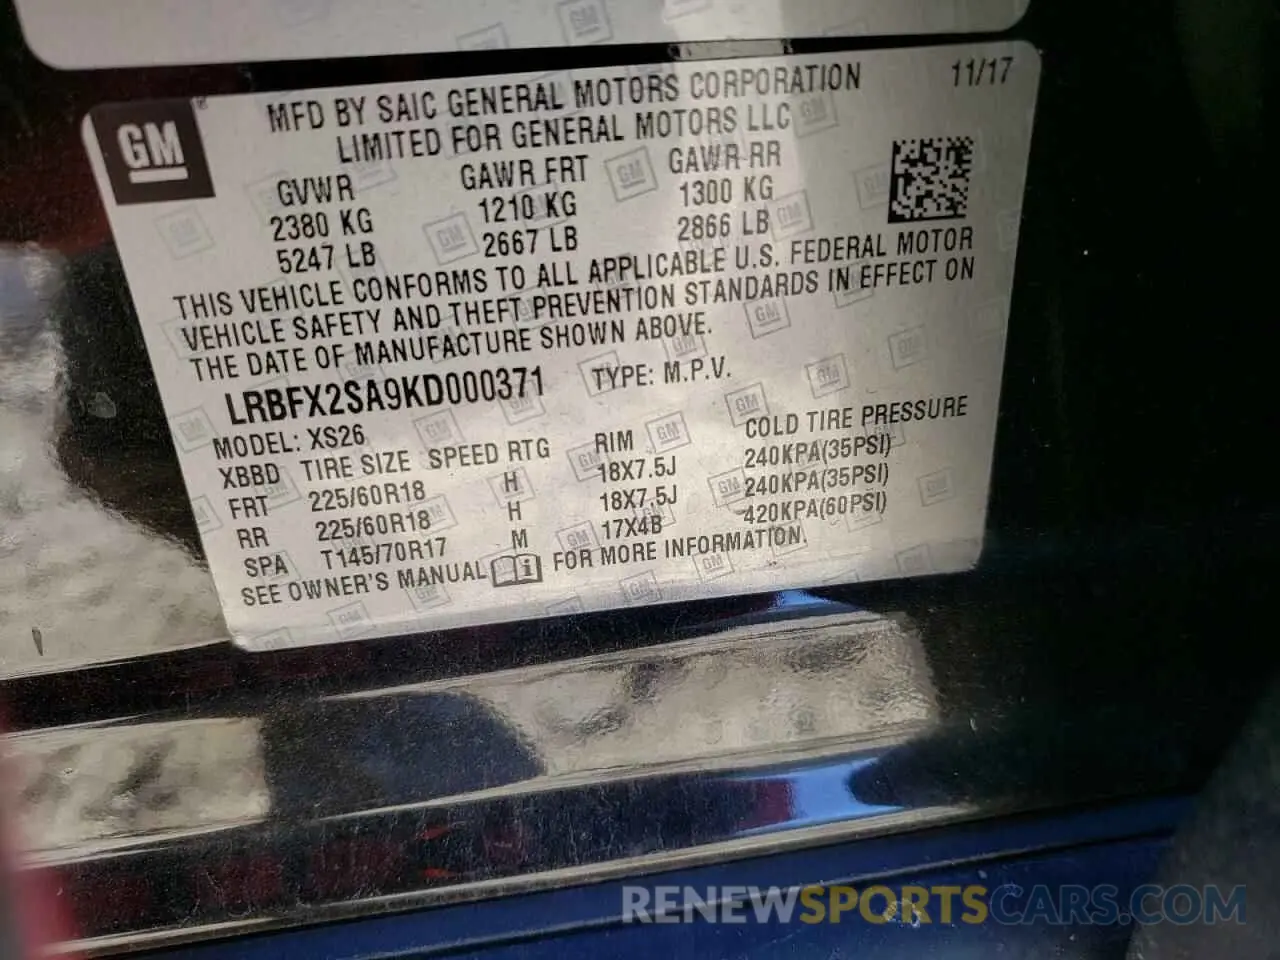 GM ®
MFD BY SAIC GENERAL MOTORS CORPORATION 11/17
LIMITED FOR GENERAL MOTORS LLC
GVWR GAWR FRT GAWR RR
2380 KG 1210 KG 1300 KG
5247 LB 2667 LB 2866 LB
THIS VEHICLE CONFORMS TO ALL APPLICABLE U.S. FEDERAL MOTOR
VEHICLE SAFETY AND THEFT PREVENTION STANDARDS IN EFFECT ON
THE DATE OF MANUFACTURE SHOWN ABOVE.
LRBFX2SA9KD000371 TYPE: M.P.V.
MODEL: XS26
XBBD TIRE SIZE SPEED RTG RIM COLD TIRE PRESSURE
FRT 225/60R18 H 18X7.5J 240KPA(35PSI)
RR 225/60R18 H 18X7.5J 240KPA(35PSI)
SPA T145/70R17 M 17X4B 420KPA(60PSI)
SEE OWNER'S MANUAL i FOR MORE INFORMATION.
RENEWSPORTSCARS.COM